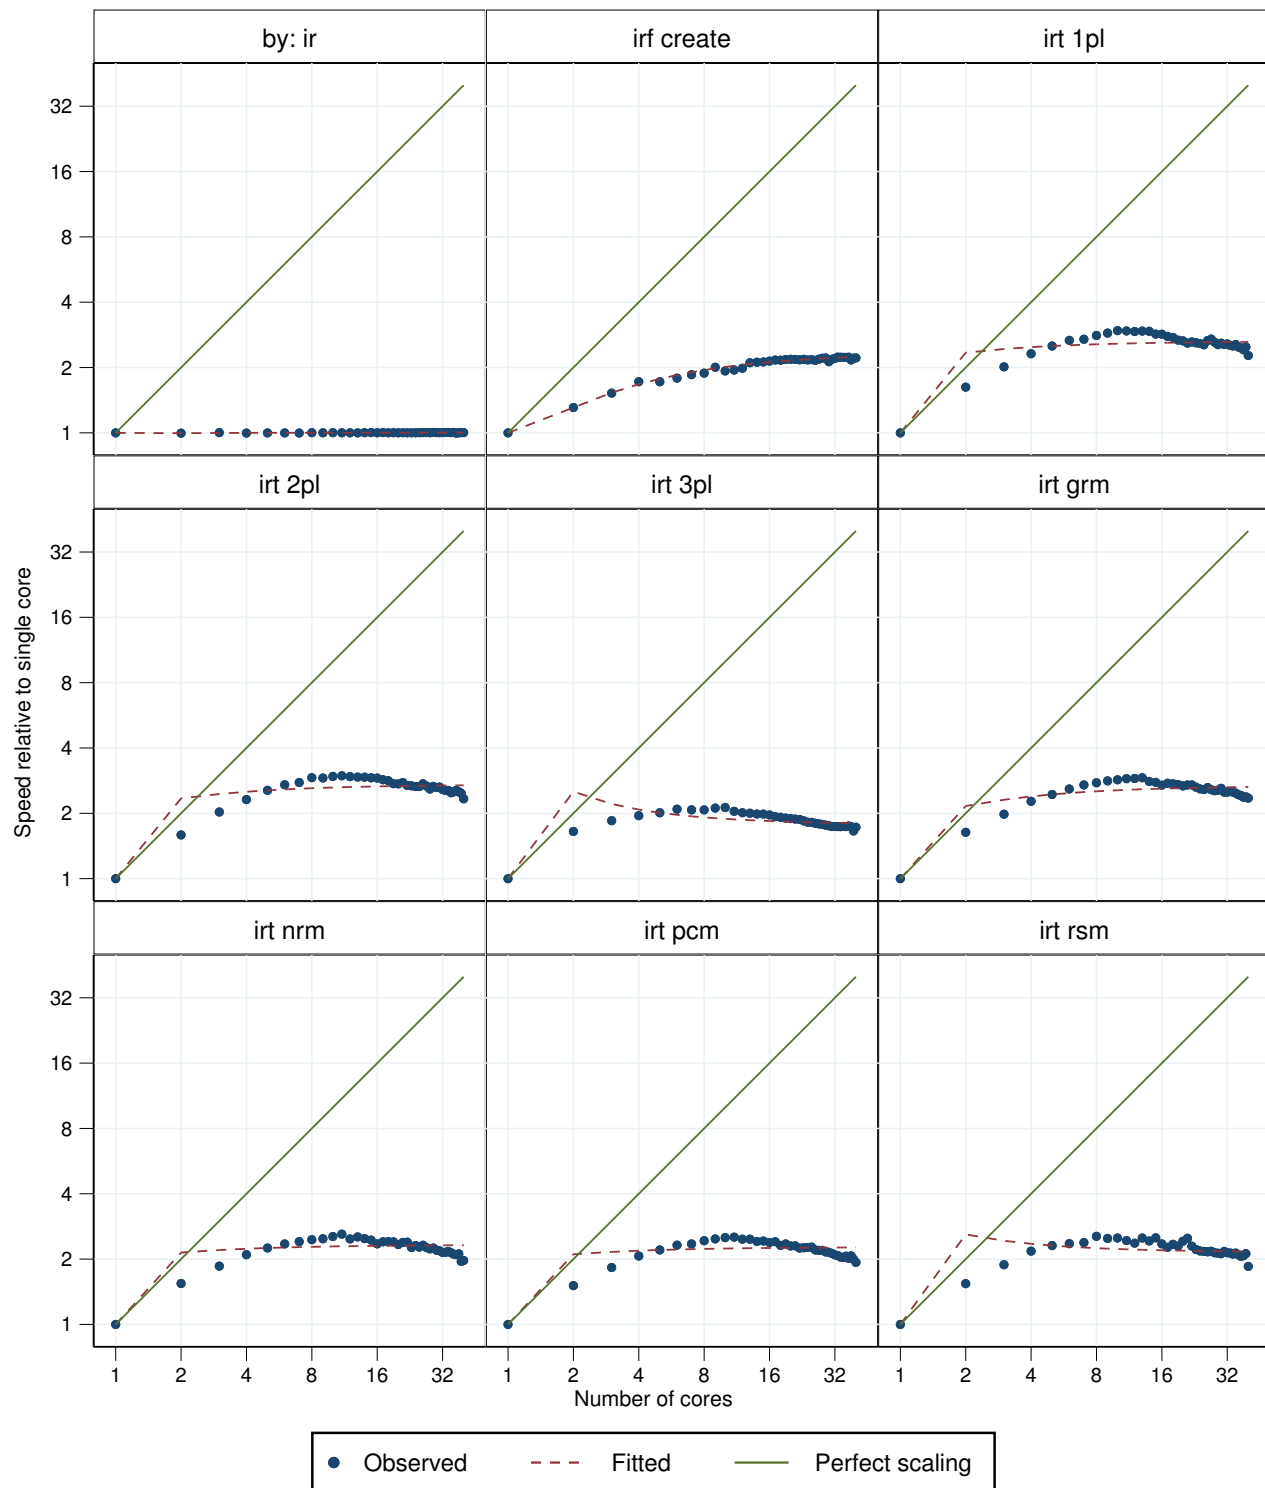 by: ir
irf create
irt 1pl
32
16
8
4
2
1
irt 2pl
irt 3pl
irt grm
32
16
8
4
2
1
Speed relative to single core
irt nrm
irt pcm
irt rsm
32
16
8
4
2
1
1 2 4 8 16 32
1 2 4 8 16 32
1 2 4 8 16 32
Number of cores
Observed Fitted Perfect scaling